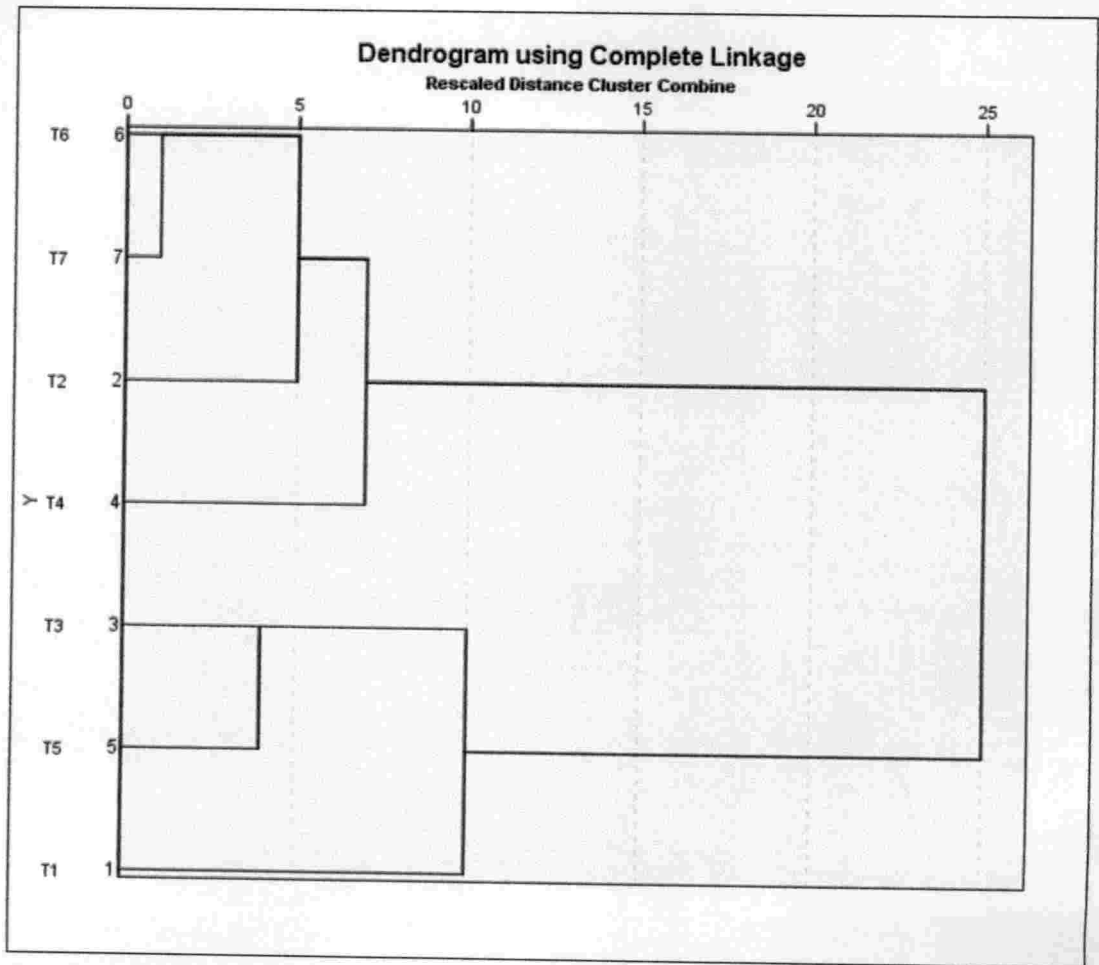 Dendrogram using Complete Linkage
Rescaled Distance Cluster Combine
0 5 10 15 20 25
T6 6
T7 7
T2 2
Y T4 4
T3 3
T5 5
T1 1